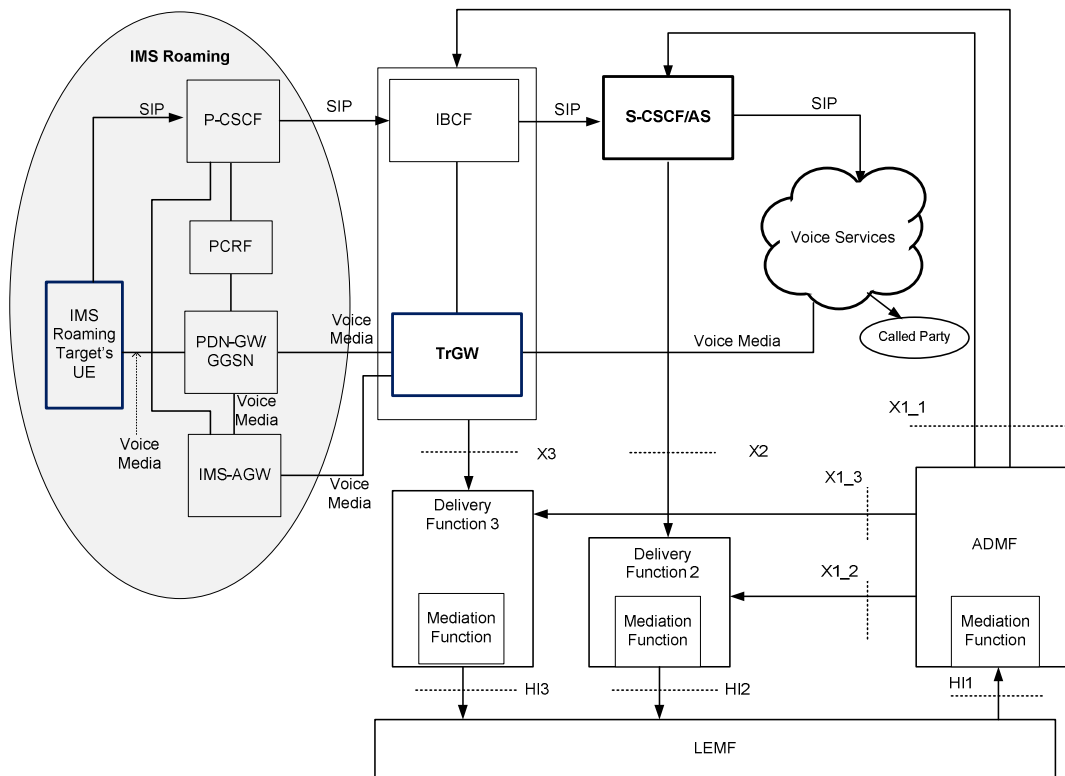 IMS Roaming
SIP
P-CSCF
SIP
IBCF
SIP
S-CSCF/AS
SIP
PCRF
Voice Services
IMS
Roaming
Target's
UE
PDN-GW/
GGSN
Voice
Media
TrGW
Voice Media
Called Party
Voice
Media
Voice
Media
IMS-AGW
Voice
Media
X3
X2
X1_1
X1_3
X1_2
Delivery
Function 3
Mediation
Function
Delivery
Function 2
Mediation
Function
ADMF
Mediation
Function
HI3
HI2
HI1
LEMF